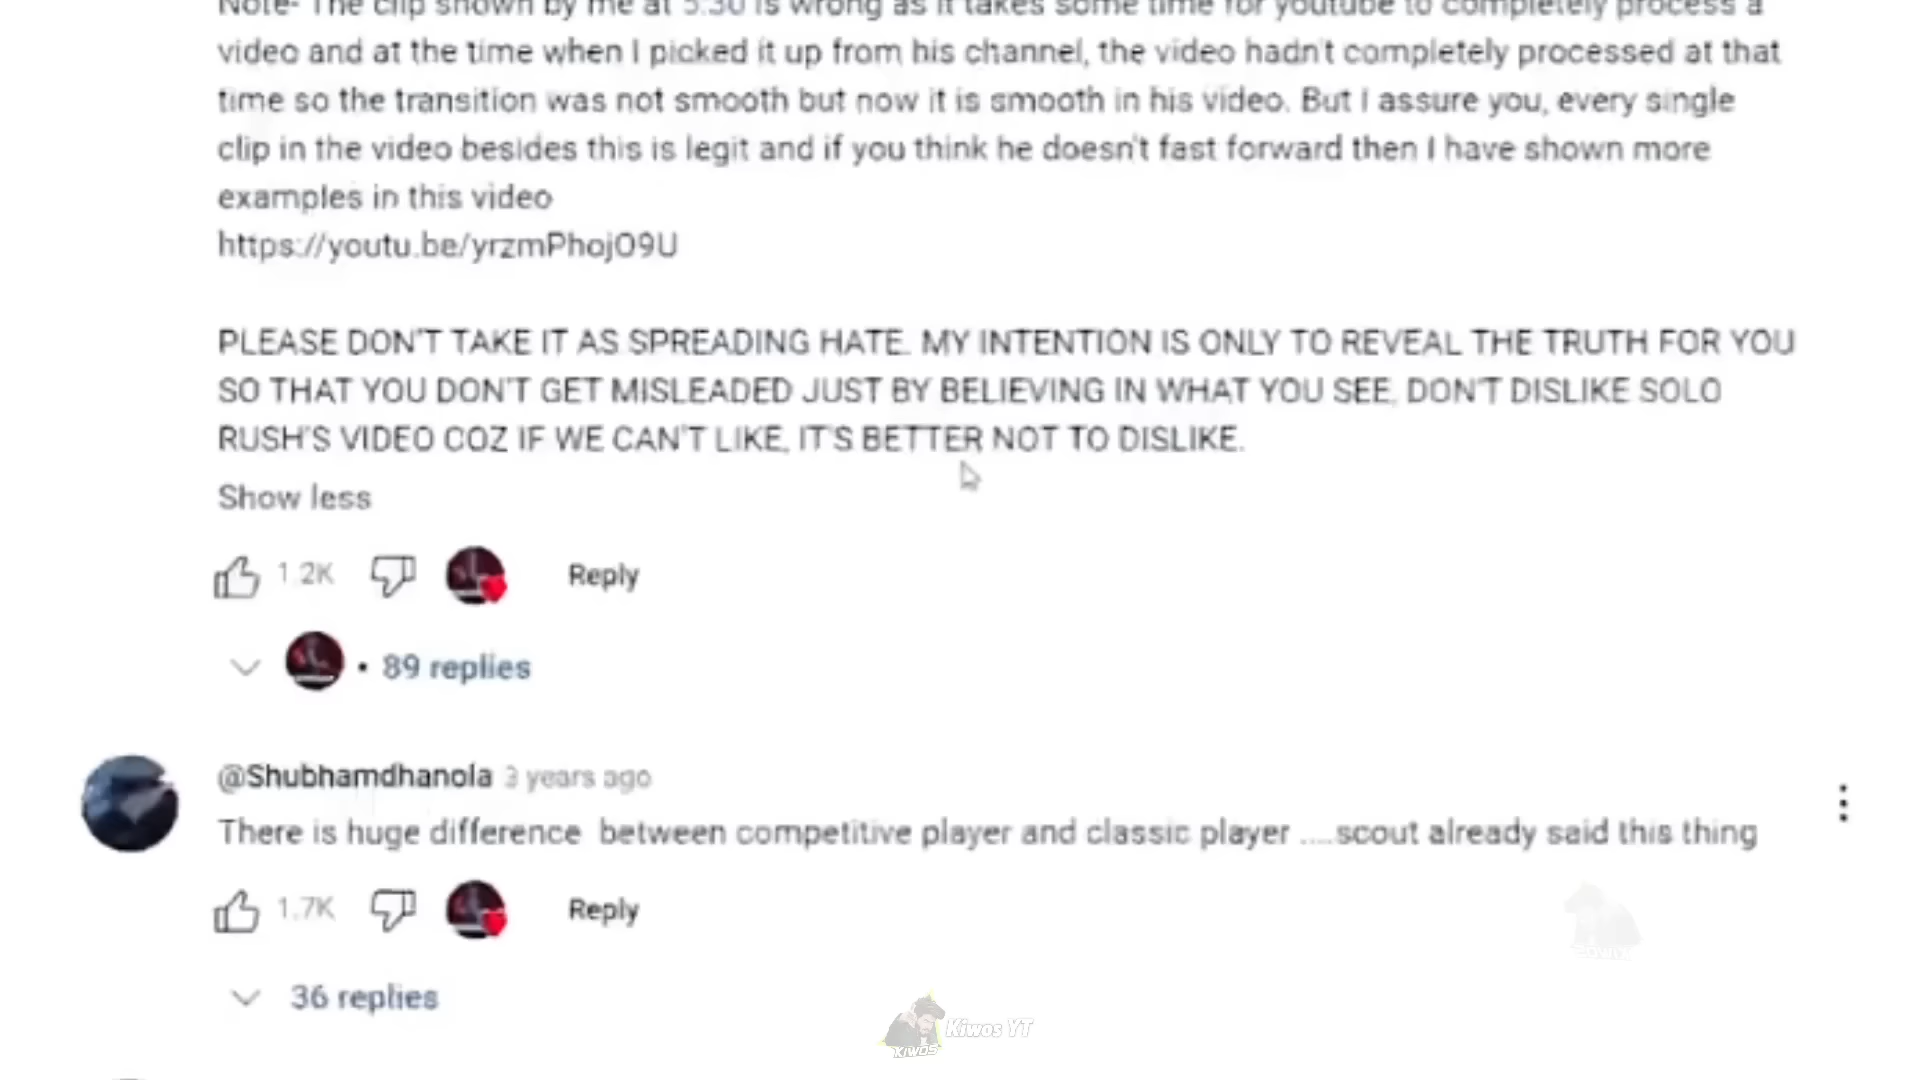 Note- The clip shown by me at 5:30 is wrong as it takes some time for youtube to completely process a
video and at the time when I picked it up from his channel, the video hadn't completely processed at that
time so the transition was not smooth but now it is smooth in his video. But I assure you, every single
clip in the video besides this is legit and if you think he doesn't fast forward then I have shown more
examples in this video
https://youtu.be/yrzmPhojO9U
PLEASE DON'T TAKE IT AS SPREADING HATE. MY INTENTION IS ONLY TO REVEAL THE TRUTH FOR YOU
SO THAT YOU DON'T GET MISLEADED JUST BY BELIEVING IN WHAT YOU SEE, DON'T DISLIKE SOLO
RUSH'S VIDEO COZ IF WE CAN'T LIKE, IT'S BETTER NOT TO DISLIKE.
Show less
1.2K Reply
• 89 replies
@Shubhamdhanola 3 years ago
There is huge difference between competitive player and classic player ....scout already said this thing
1.7K Reply
36 replies
Kiwos YT
KIWOS